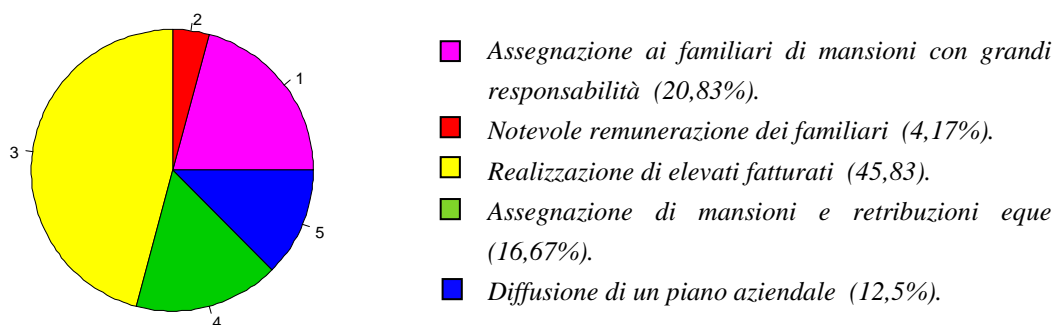 2
1
3
5
4
Assegnazione ai familiari di mansioni con grandi
responsabilità (20,83%).
Notevole remunerazione dei familiari (4,17%).
Realizzazione di elevati fatturati (45,83).
Assegnazione di mansioni e retribuzioni eque
(16,67%).
Diffusione di un piano aziendale (12,5%).